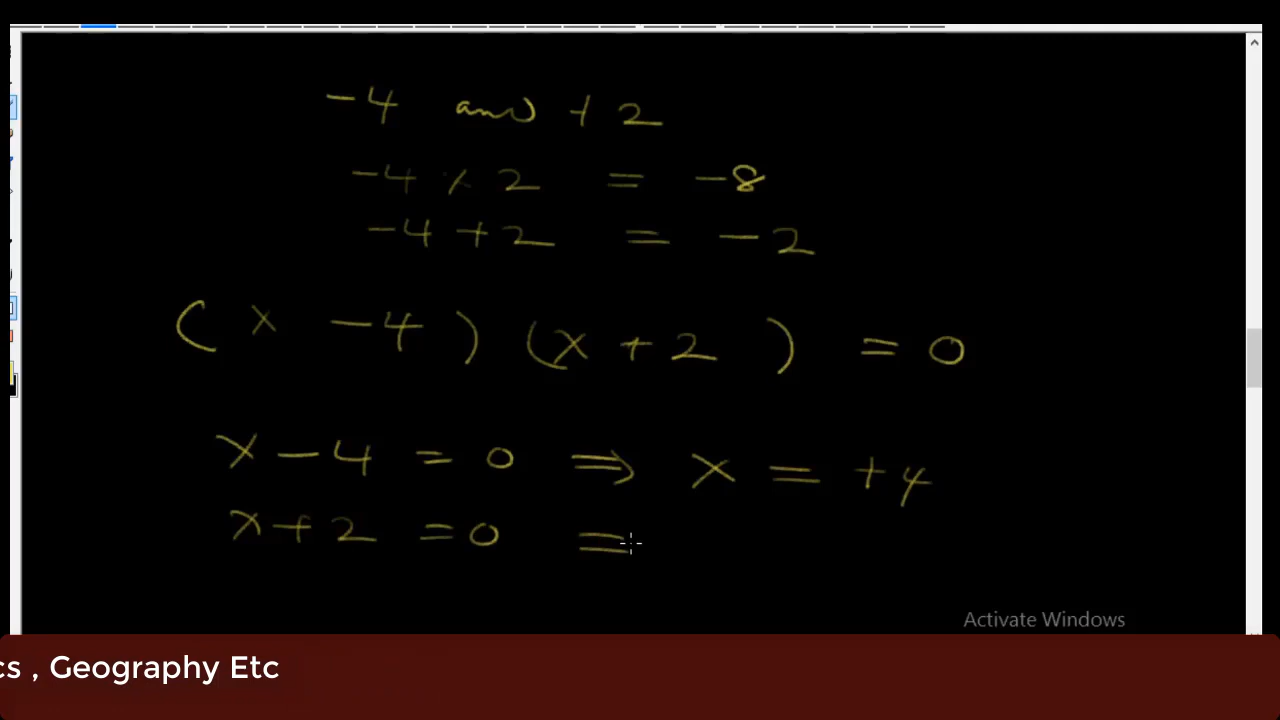 -4 and +2
-4 × 2 = -8
-4 + 2 = -2
(x - 4) (x + 2) = 0
x - 4 = 0 ⇒ x = +4
x + 2 = 0 =
Activate Windows
cs , Geography Etc